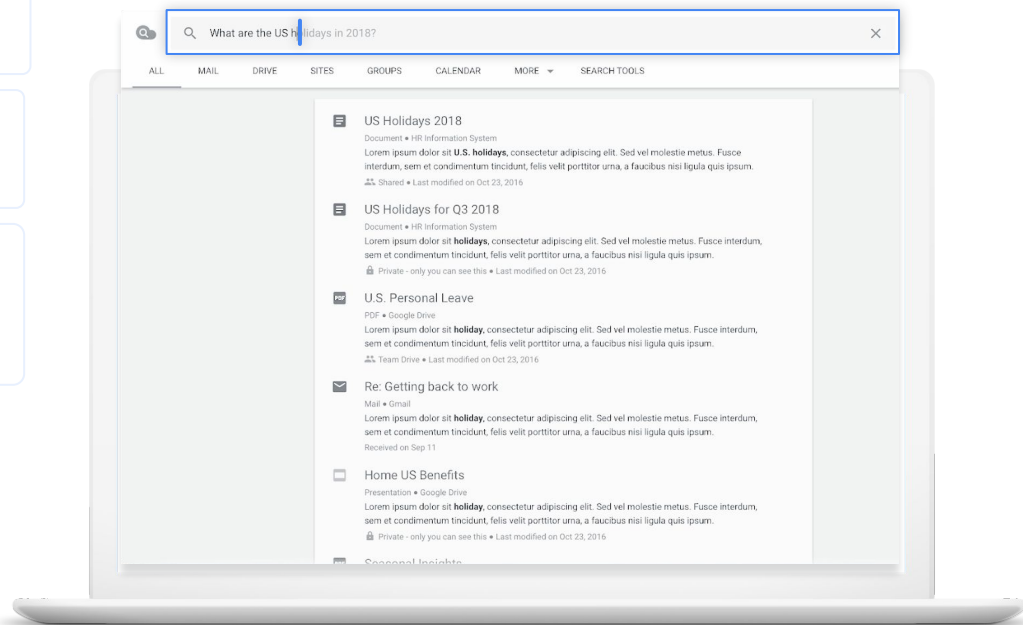 What are the US holidays in 2018?
ALL MAIL DRIVE SITES GROUPS CALENDAR MORE SEARCH TOOLS
US Holidays 2018
Document • HR Information System
Lorem ipsum dolor sit U.S. holidays, consectetur adipiscing elit. Sed vel molestie metus. Fusce
interdum, sem et condimentum tincidunt, felis velit porttitor urna, a faucibus nisi ligula quis ipsum.
Shared • Last modified on Oct 23, 2016
US Holidays for Q3 2018
Document • HR Information System
Lorem ipsum dolor sit holidays, consectetur adipiscing elit. Sed vel molestie metus. Fusce interdum,
sem et condimentum tincidunt, felis velit porttitor urna, a faucibus nisi ligula quis ipsum.
Private - only you can see this • Last modified on Oct 23, 2016
PDF
U.S. Personal Leave
PDF • Google Drive
Lorem ipsum dolor sit holiday, consectetur adipiscing elit. Sed vel molestie metus. Fusce interdum,
sem et condimentum tincidunt, felis velit porttitor urna, a faucibus nisi ligula quis ipsum.
Team Drive • Last modified on Oct 23, 2016
Re: Getting back to work
Mail • Gmail
Lorem ipsum dolor sit holiday, consectetur adipiscing elit. Sed vel molestie metus. Fusce interdum,
sem et condimentum tincidunt, felis velit porttitor urna, a faucibus nisi ligula quis ipsum.
Received on Sep 11
Home US Benefits
Presentation • Google Drive
Lorem ipsum dolor sit holiday, consectetur adipiscing elit. Sed vel molestie metus. Fusce interdum,
sem et condimentum tincidunt, felis velit porttitor urna, a faucibus nisi ligula quis ipsum.
Private - only you can see this • Last modified on Oct 23, 2016
Seasonal Insights